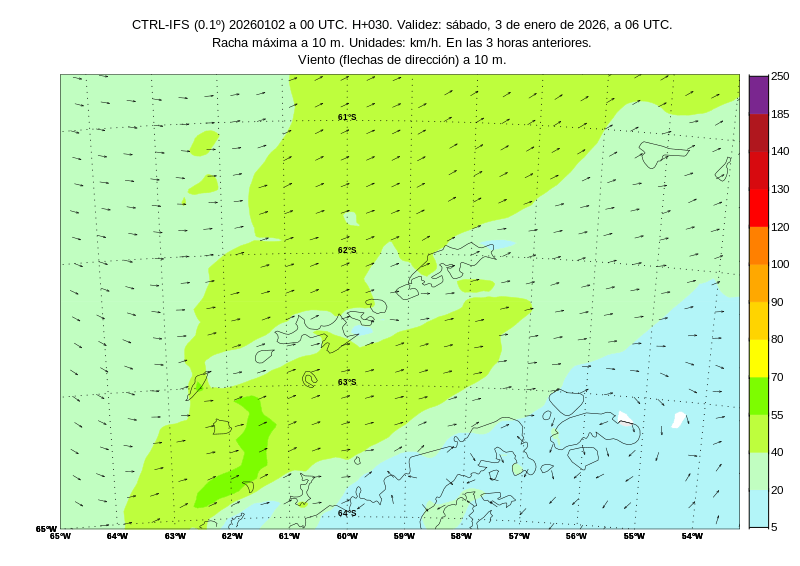 CTRL-IFS (0.1º) 20260102 a 00 UTC. H+030. Validez: sábado, 3 de enero de 2026, a 06 UTC.
Racha máxima a 10 m. Unidades: km/h. En las 3 horas anteriores.
Viento (flechas de dirección) a 10 m.
250
185
140
130
120
100
90
80
70
55
40
20
5
61°S
62°S
63°S
64°S
65°W
65°W 64°W 63°W 62°W 61°W 60°W 59°W 58°W 57°W 56°W 55°W 54°W